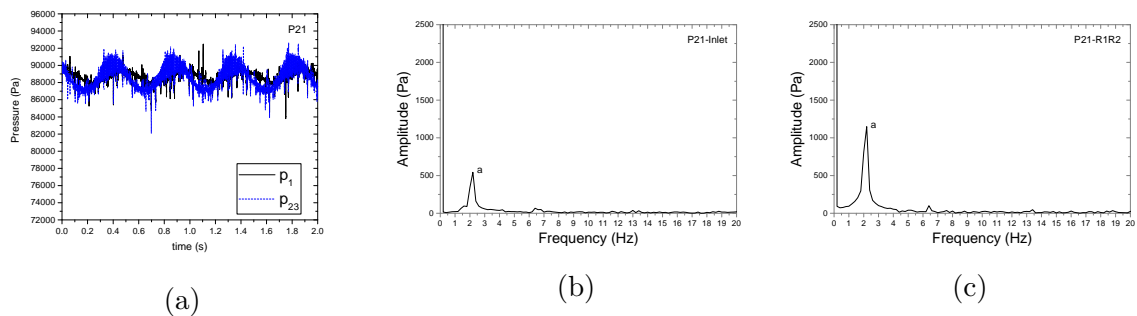 P21
96000
94000
92000
90000
88000
86000
84000
82000
80000
78000
76000
74000
72000
Pressure (Pa)
p1
p23
0.0 0.2 0.4 0.6 0.8 1.0 1.2 1.4 1.6 1.8 2.0
time (s)
(a)
P21-Inlet
2500
2000
1500
1000
500
0
Amplitude (Pa)
a
0 1 2 3 4 5 6 7 8 9 10 11 12 13 14 15 16 17 18 19 20
Frequency (Hz)
(b)
P21-R1R2
2500
2000
1500
1000
500
0
Amplitude (Pa)
a
0 1 2 3 4 5 6 7 8 9 10 11 12 13 14 15 16 17 18 19 20
Frequency (Hz)
(c)